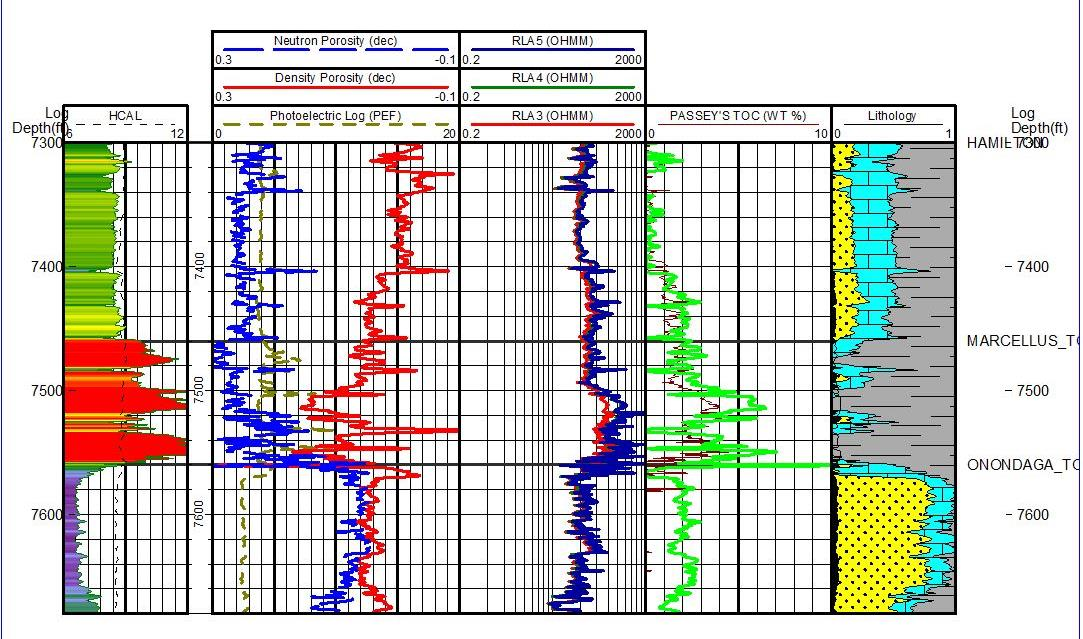 Neutron Porosity (dec) RLA5 (OHMM)
0.3 -0.1 0.2 2000
Density Porosity (dec) RLA4 (OHMM)
0.3 -0.1 0.2 2000
Log HCAL Photoelectric Log (PEF) RLA3 (OHMM) PASSEY'S TOC (WT %) Lithology Log
Depth(ft) 6 12 0 20 0.2 2000 0 10 0 1 Depth(ft)
7300 HAMILTON 7300
7400 7400 7400
MARCELLUS_TO
7500 7500 7500
ONONDAGA_TO
7600 7600 7600